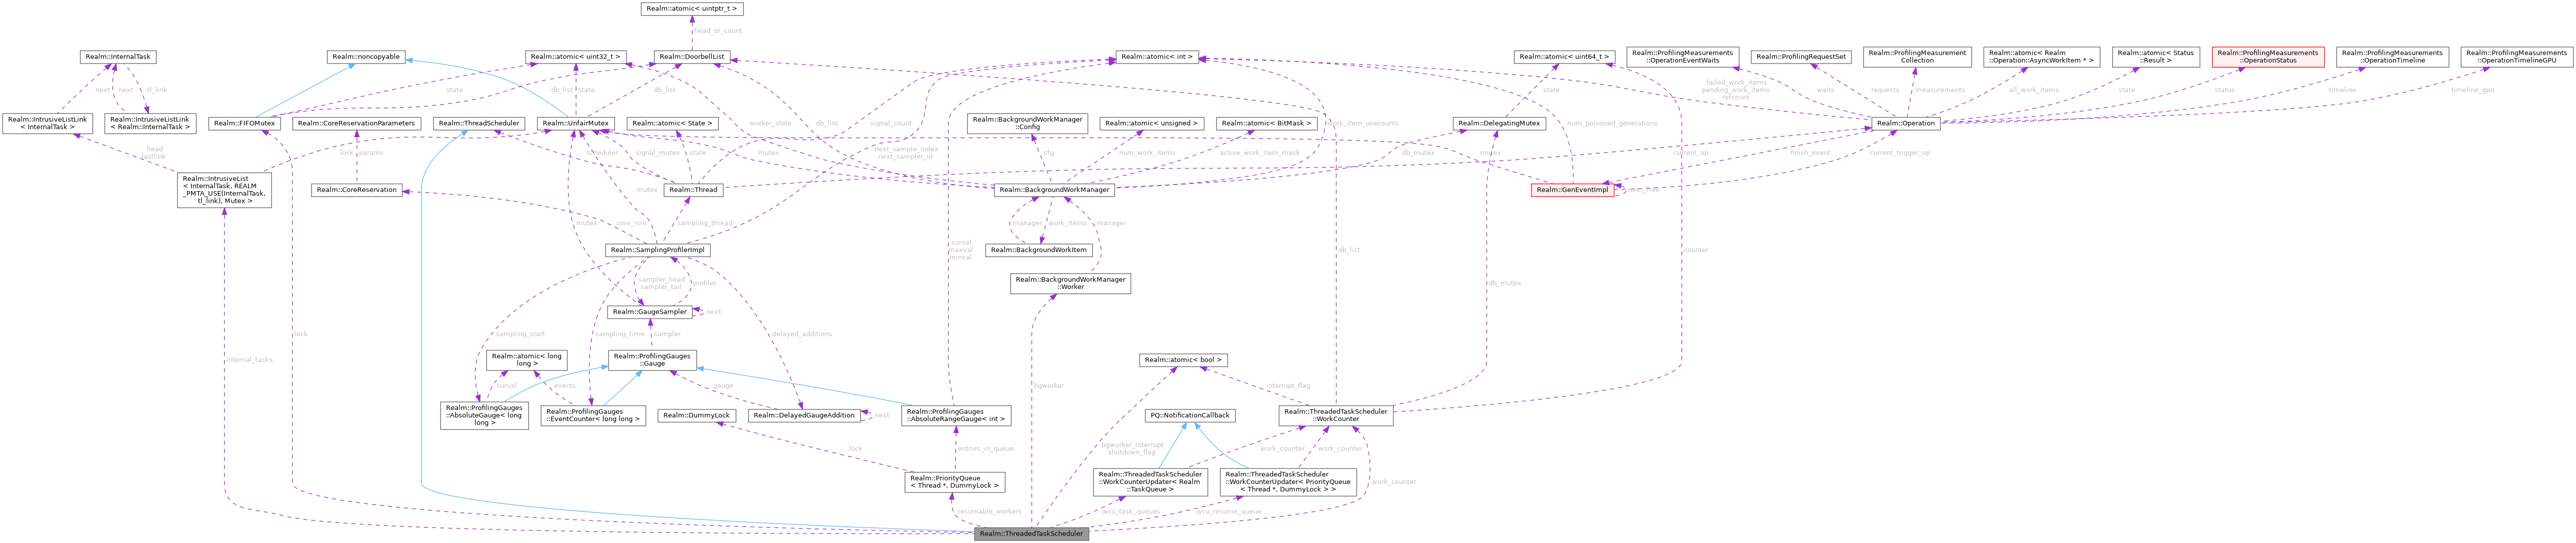 Realm::atomic< uintptr_t >
head_or_count
Realm::InternalTask
Realm::noncopyable
Realm::atomic< uint32_t >
Realm::DoorbellList
Realm::atomic< int >
Realm::atomic< uint64_t >
Realm::ProfilingMeasurements
::OperationEventWaits
Realm::ProfilingRequestSet
Realm::ProfilingMeasurement
Collection
Realm::atomic< Realm
::Operation::AsyncWorkItem * >
Realm::atomic< Status
::Result >
Realm::ProfilingMeasurements
::OperationStatus
Realm::ProfilingMeasurements
::OperationTimeline
Realm::ProfilingMeasurements
::OperationTimelineGPU
next
next
tl_link
state
db_list
state
db_list
worker_state
db_list
signal_count
work_item_usecounts
state
failed_work_items
pending_work_items
refcount
waits
requests
measurements
all_work_items
state
status
timeline
timeline_gpu
Realm::IntrusiveListLink
< InternalTask >
Realm::IntrusiveListLink
< Realm::InternalTask >
Realm::FIFOMutex
Realm::CoreReservationParameters
Realm::ThreadScheduler
Realm::UnfairMutex
Realm::atomic< State >
Realm::BackgroundWorkManager
::Config
Realm::atomic< unsigned >
Realm::atomic< BitMask >
Realm::DelegatingMutex
Realm::Operation
num_poisoned_generations
head
lastlink
lock
params
scheduler
signal_mutex
state
mutex
next_sample_index
next_sampler_id
cfg
num_work_items
active_work_item_mask
db_mutex
mutex
current_op
finish_event
current_trigger_op
Realm::IntrusiveList
< InternalTask, REALM
_PMTA_USE(InternalTask,
tl_link), Mutex >
Realm::CoreReservation
Realm::Thread
Realm::BackgroundWorkManager
Realm::GenEventImpl
next_free
mutex
mutex
core_rsrv
sampling_thread
manager
work_items
manager
Realm::SamplingProfilerImpl
Realm::BackgroundWorkItem
curval
maxval
minval
db_list
counter
sampler_head
sampler_tail
profiler
Realm::BackgroundWorkManager
::Worker
db_mutex
Realm::GaugeSampler
next
lock
sampling_start
sampling_time
sampler
delayed_additions
internal_tasks
Realm::atomic< long
long >
Realm::ProfilingGauges
::Gauge
Realm::atomic< bool >
curval
events
gauge
bgworker
interrupt_flag
Realm::ProfilingGauges
::AbsoluteGauge< long
long >
Realm::ProfilingGauges
::EventCounter< long long >
Realm::DummyLock
Realm::DelayedGaugeAddition
next
Realm::ProfilingGauges
::AbsoluteRangeGauge< int >
PQ::NotificationCallback
Realm::ThreadedTaskScheduler
::WorkCounter
lock
entries_in_queue
bgworker_interrupt
shutdown_flag
work_counter
work_counter
Realm::PriorityQueue
< Thread *, DummyLock >
Realm::ThreadedTaskScheduler
::WorkCounterUpdater< Realm
::TaskQueue >
Realm::ThreadedTaskScheduler
::WorkCounterUpdater< PriorityQueue
< Thread *, DummyLock > >
work_counter
resumable_workers
wcu_task_queues
wcu_resume_queue
Realm::ThreadedTaskScheduler